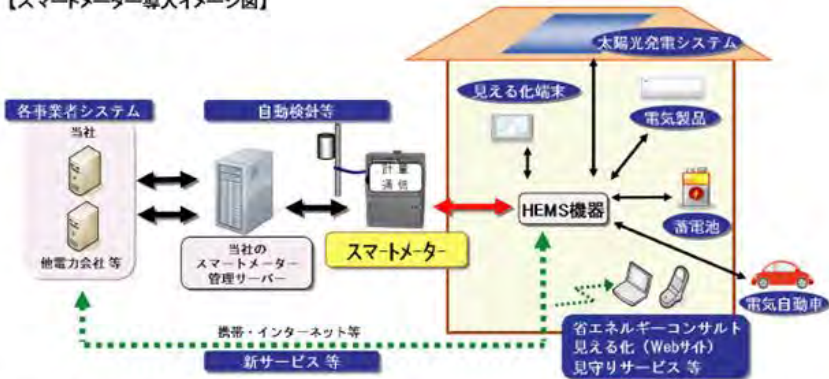 【スマートメーター導入イメージ図】
太陽光発電システム
見える化端末
電気製品
各事業者システム
自動検針等
当社
計量
通信
HEMS機器
蓄電池
他電力会社 等
当社の
スマートメーター
管理サーバー
スマートメーター
電気自動車
携帯・インターネット等
新サービス 等
省エネルギーコンサルト
見える化（Webサイト）
見守りサービス 等